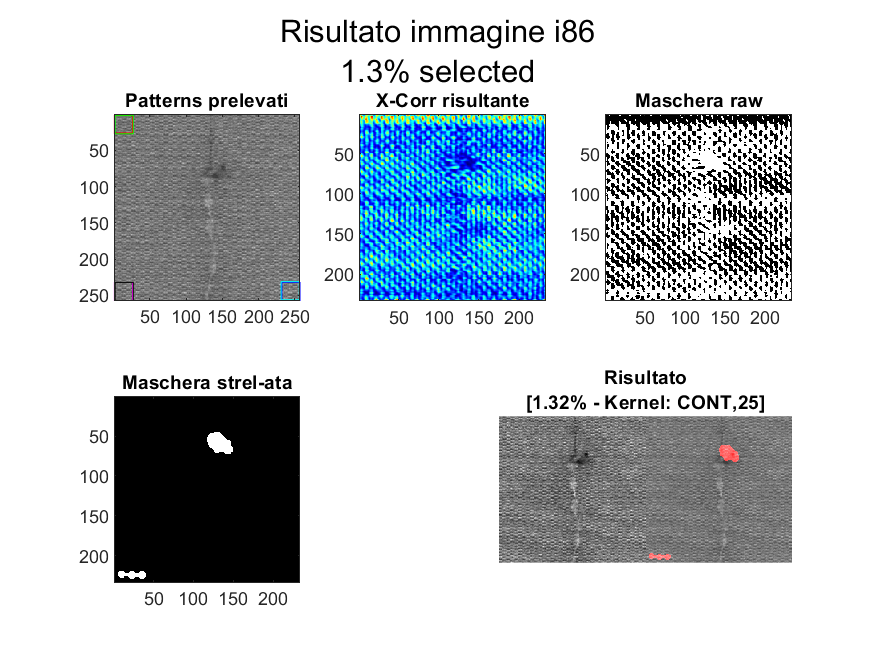 Risultato immagine i86
1.3% selected
Patterns prelevati
50
100
150
200
250
50 100 150 200 250
X-Corr risultante
50
100
150
200
50 100 150 200
Maschera raw
50
100
150
200
50 100 150 200
Maschera strel-ata
50
100
150
200
50 100 150 200
Risultato
[1.32% - Kernel: CONT,25]